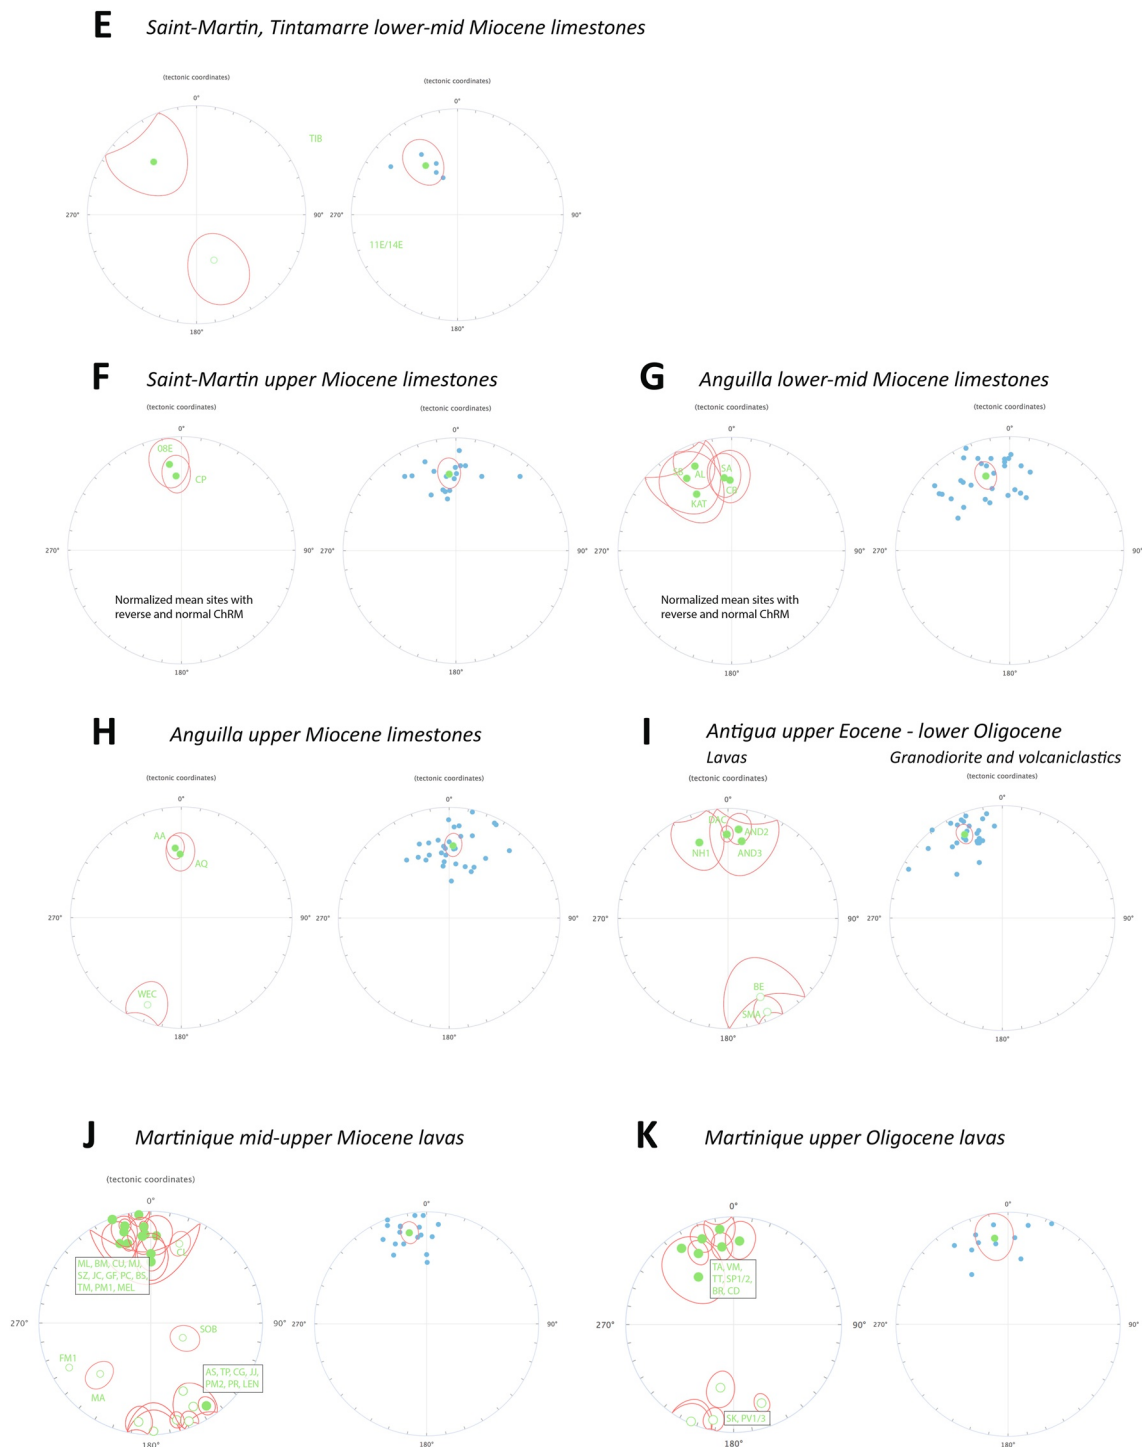 E Saint-Martin, Tintamarre lower-mid Miocene limestones
(tectonic coordinates)
(tectonic coordinates)
0°
0°
TIB
270°
90°
270°
90°
11E/14E
180°
180°
F Saint-Martin upper Miocene limestones
G Anguilla lower-mid Miocene limestones
(tectonic coordinates)
(tectonic coordinates)
(tectonic coordinates)
(tectonic coordinates)
0°
0°
0°
0°
08E
CP
AL
SA
CB
KAT
270°
90°
270°
90°
270°
90°
270°
90°
Normalized mean sites with
reverse and normal ChRM
Normalized mean sites with
reverse and normal ChRM
180°
180°
180°
180°
H Anguilla upper Miocene limestones
I Antigua upper Eocene - lower Oligocene
Lavas
Granodiorite and volcaniclastics
(tectonic coordinates)
(tectonic coordinates)
(tectonic coordinates)
(tectonic coordinates)
0°
0°
0°
0°
AA
AQ
DAC
AND2
NH1
AND3
270°
90°
270°
90°
270°
90°
WEC
BE
SMA
180°
180°
180°
180°
J Martinique mid-upper Miocene lavas
K Martinique upper Oligocene lavas
(tectonic coordinates)
0°
0°
0°
0°
ML, BM, CU, MJ,
SZ, JC, GF, PC, BS,
TM, PM1, MEL
TA, VM,
TT, SP1/2,
BR, CD
270°
90°
270°
90°
270°
90°
270°
90°
SOB
FM1
MA
AS, TP, CG, JJ,
PM2, PR, LEN
SK, PV1/3
180°
180°
180°
180°